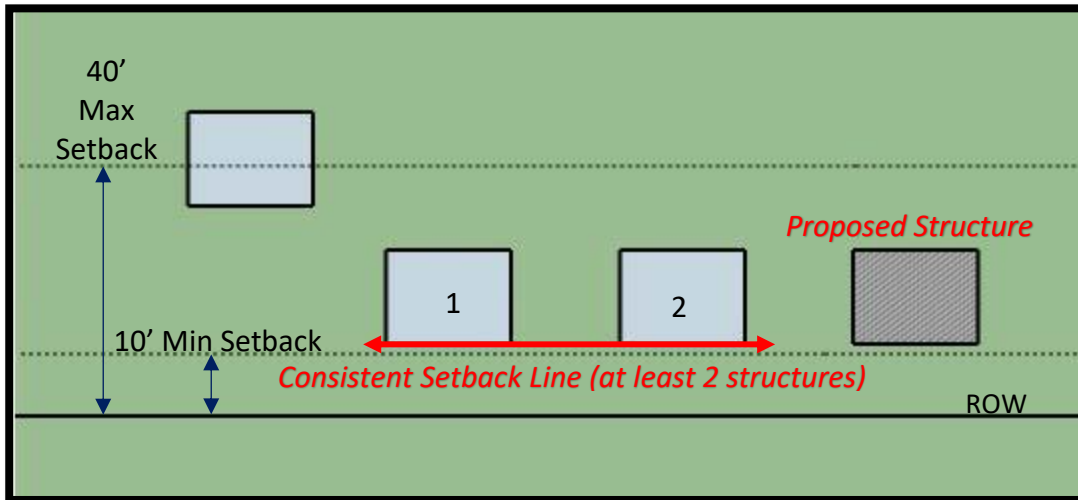 40’
Max
Setback
Proposed Structure
1
2
10’ Min Setback
Consistent Setback Line (at least 2 structures)
ROW